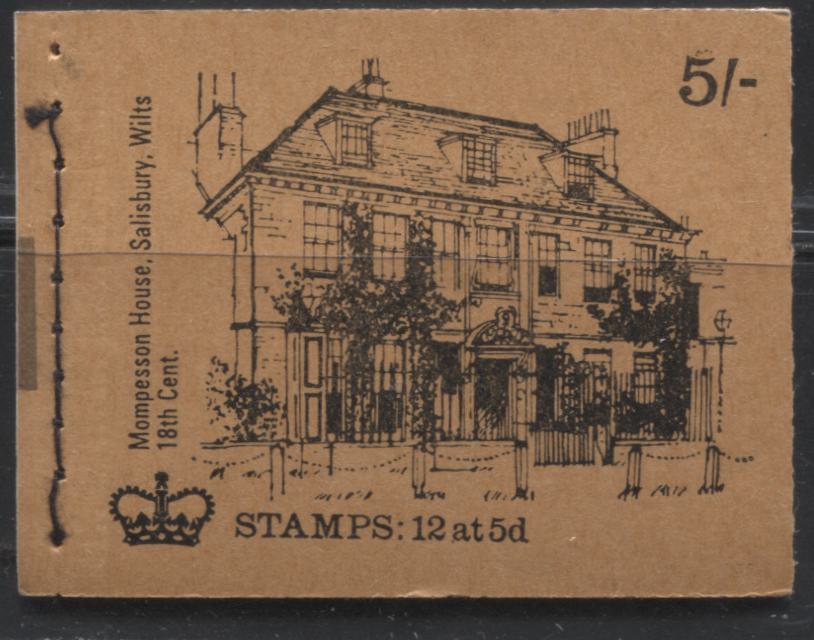 5/-
Mompesson House, Salisbury, Wilts
18th Cent.
STAMPS: 12 at 5d